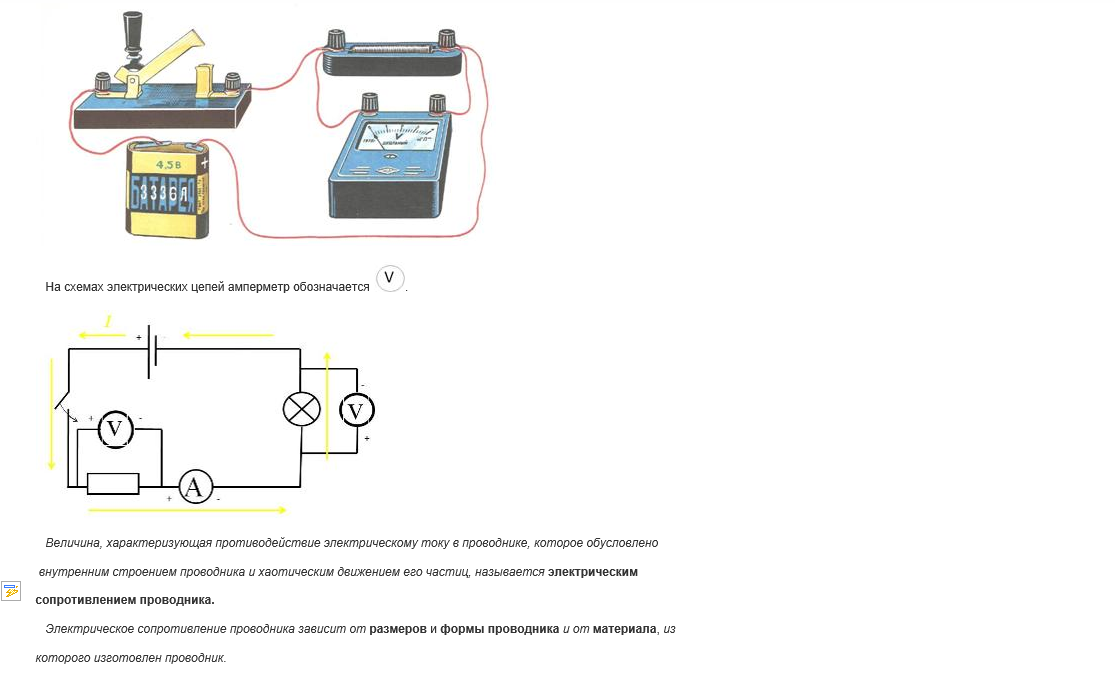 4,5 В
+
БАТАРЕЯ
3336Л
V
На схемах электрических цепей амперметр обозначается V .
I
+
+ V -
- V +
A
+ -
Величина, характеризующая противодействие электрическому току в проводнике, которое обусловлено
внутренним строением проводника и хаотическим движением его частиц, называется электрическим
сопротивлением проводника.
Электрическое сопротивление проводника зависит от размеров и формы проводника и от материала, из
которого изготовлен проводник.